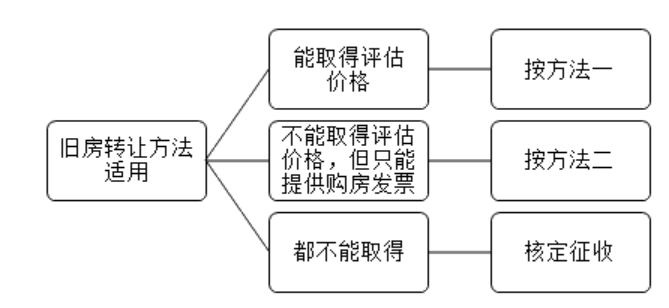 旧房转让方法
适用
能取得评估
价格
按方法一
不能取得评估
价格，但只能
提供购房发票
按方法二
都不能取得
核定征收